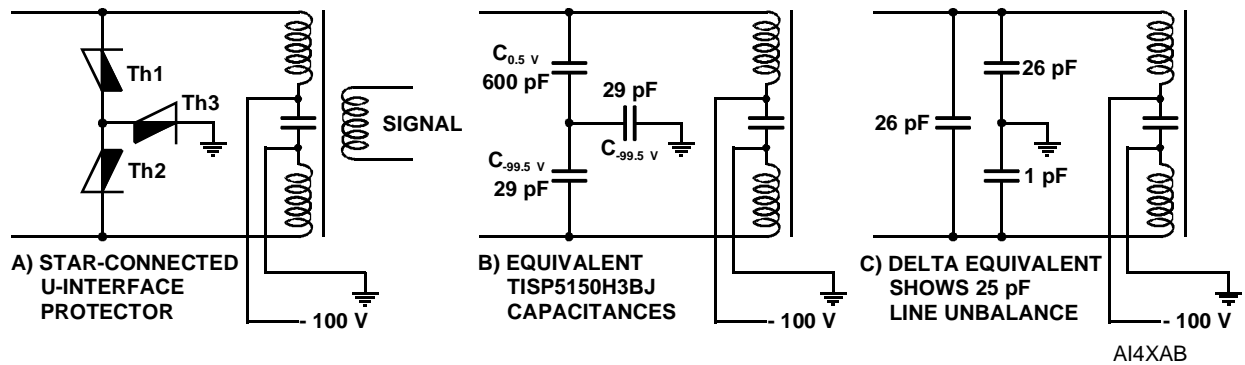 Th1
Th3
Th2
SIGNAL
- 100 V
A) STAR-CONNECTED
U-INTERFACE
PROTECTOR
C0.5 V
600 pF
29 pF
C-99.5 V
C-99.5 V
29 pF
- 100 V
B) EQUIVALENT
TISP5150H3BJ
CAPACITANCES
26 pF
26 pF
1 pF
- 100 V
C) DELTA EQUIVALENT
SHOWS 25 pF
LINE UNBALANCE
AI4XAB